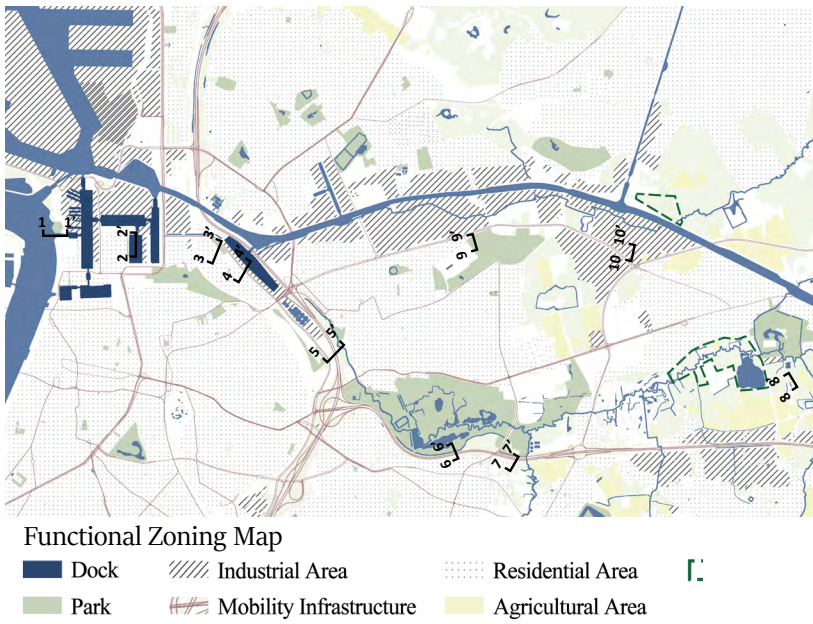 1 1'
2'
2
3'
3
4'
4
5'
5
6'
6
7'
7
8'
8
9'
9
10'
10
Functional Zoning Map
Dock
Industrial Area
Residential Area
Park
Mobility Infrastructure
Agricultural Area